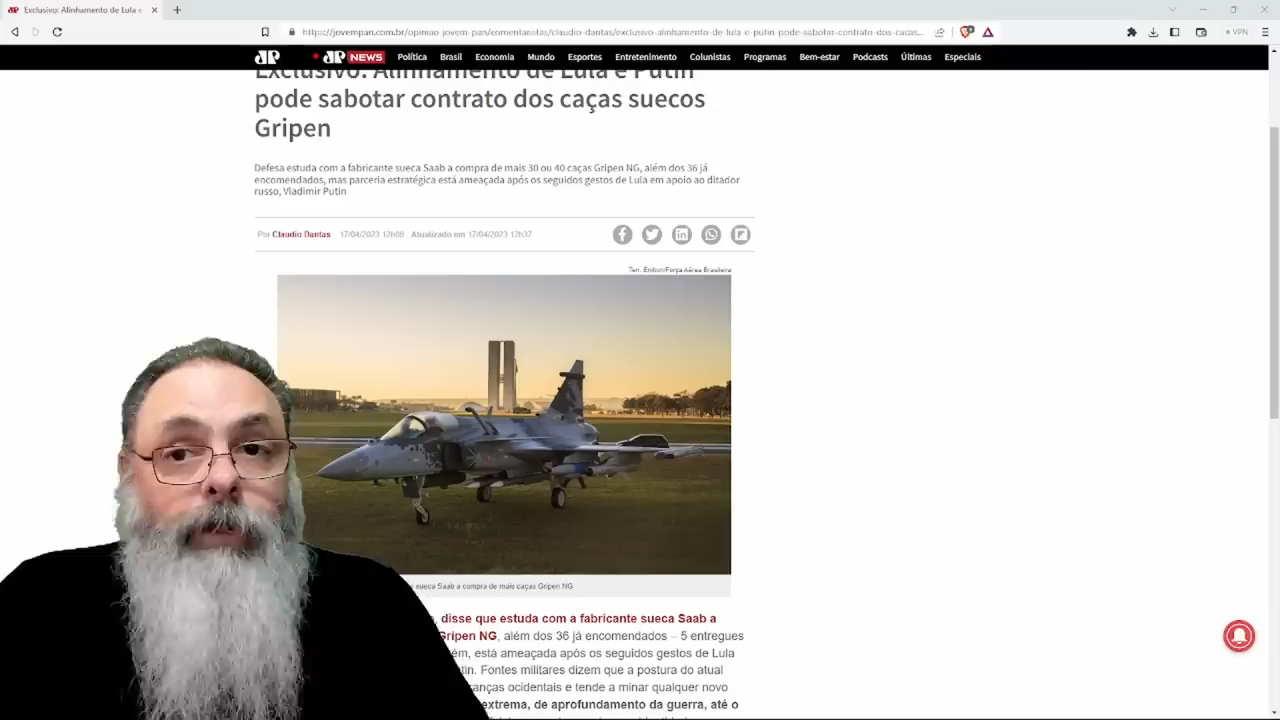 Exclusivo: Alinhamento de Lula e
http://jovempan.com.br/opiniao-jovem-pan/comentaristas/claudio-dantas/exclusivo-alinhamento-de-lula-e-putin-pode-sabotar-contrato-dos-cacas...
VPN
JP JP NEWS Política Brasil Economia Mundo Esportes Entretenimento Colunistas Programas Bem-estar Podcasts Últimas Especiais
Exclusivo: Alinhamento de Lula e Putin
pode sabotar contrato dos caças suecos
Gripen
Defesa estuda com a fabricante sueca Saab a compra de mais 30 ou 40 caças Gripen NG, além dos 36 já
encomendados, mas parceria estratégica está ameaçada após os seguidos gestos de Lula em apoio ao ditador
russo, Vladimir Putin
Por Claudio Dantas 17/04/2023 12h09 Atualizado em 17/04/2023 12h37
Ten. Enilton/Força Aérea Brasileira
sueca Saab a compra de mais caças Gripen NG
, disse que estuda com a fabricante sueca Saab a
Gripen NG, além dos 36 já encomendados – 5 entregues
ém, está ameaçada após os seguidos gestos de Lula
tin. Fontes militares dizem que a postura do atual
anças ocidentais e tende a minar qualquer novo
extrema, de aprofundamento da guerra, até o